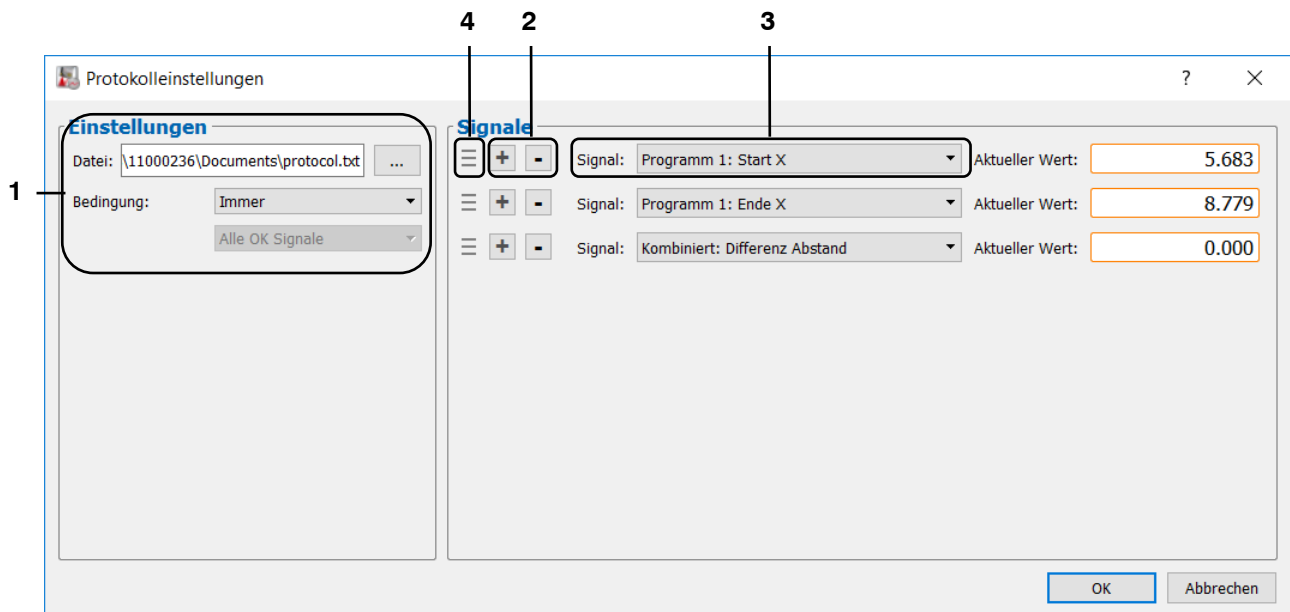 4 2 3
Protokolleinstellungen ?
Einstellungen
Datei: \11000236\Documents\protocol.txt ...
1
Bedingung: Immer
Alle OK Signale
Signale
+ - Signal: Programm 1: Start X Aktueller Wert: 5.683
+ - Signal: Programm 1: Ende X Aktueller Wert: 8.779
+ - Signal: Kombiniert: Differenz Abstand Aktueller Wert: 0.000
OK Abbrechen